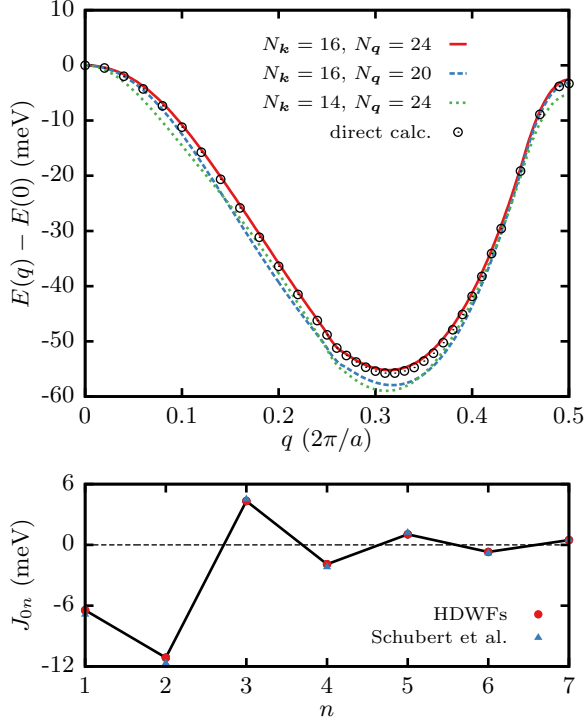 10
0
-10
-20
-30
-40
-50
-60
E(q) − E(0) (meV)
N_k = 16, N_q = 24
N_k = 16, N_q = 20
N_k = 14, N_q = 24
direct calc.
0 0.1 0.2 0.3 0.4 0.5
q (2π/a)
6
0
-6
-12
J_{0n} (meV)
HDWFs
Schubert et al.
1 2 3 4 5 6 7
n